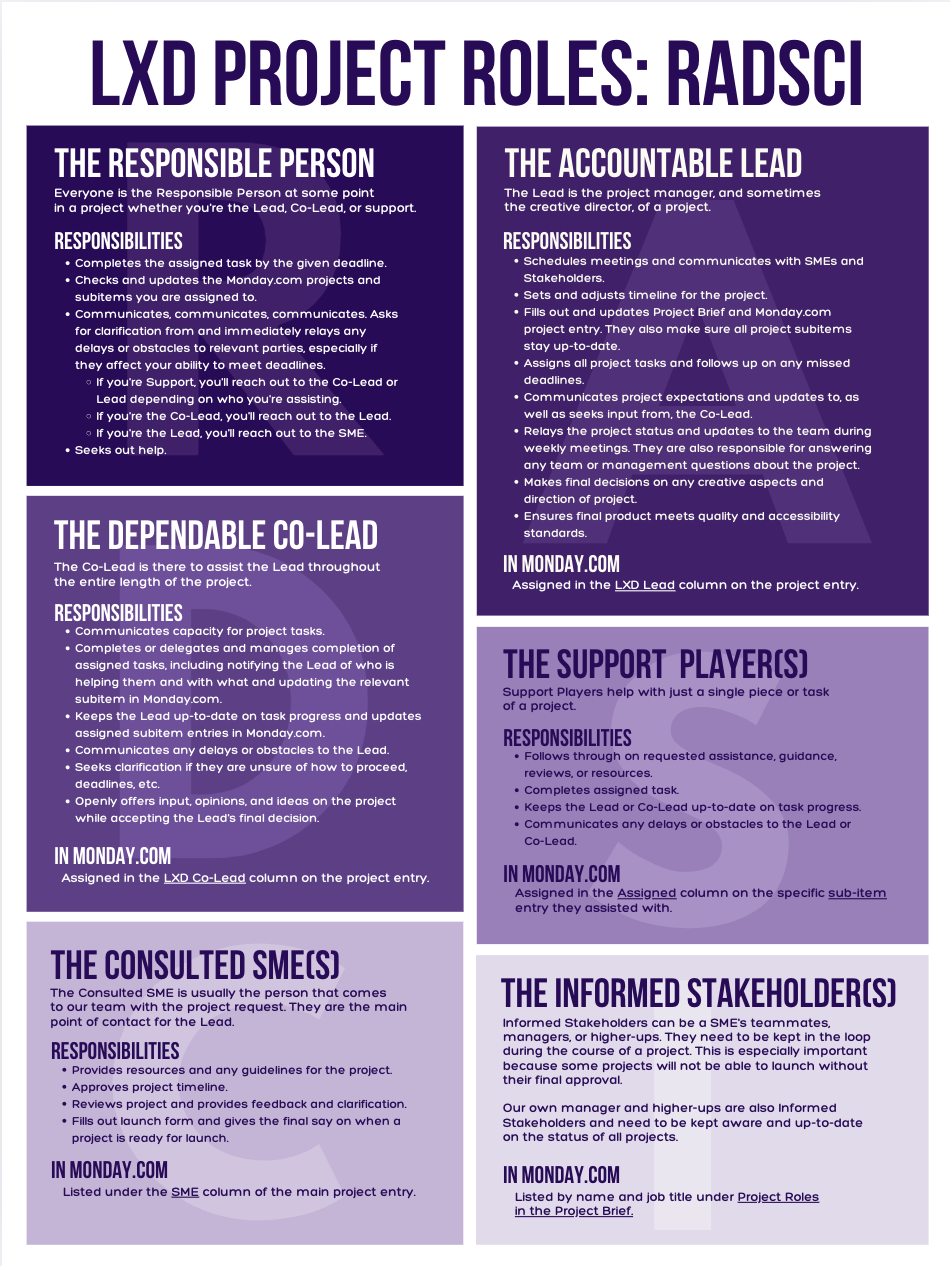 LXD PROJECT ROLES: RADSCI
THE RESPONSIBLE PERSON
Everyone is the Responsible Person at some point
in a project whether you're the Lead, Co-Lead, or support.
RESPONSIBILITIES
• Completes the assigned task by the given deadline.
• Checks and updates the Monday.com projects and
subitems you are assigned to.
• Communicates, communicates, communicates. Asks
for clarification from and immediately relays any
delays or obstacles to relevant parties, especially if
they affect your ability to meet deadlines.
○ If you're Support, you'll reach out to the Co-Lead or
Lead depending on who you're assisting.
○ If you're the Co-Lead, you'll reach out to the Lead.
○ If you're the Lead, you'll reach out to the SME.
• Seeks out help.
R
THE ACCOUNTABLE LEAD
The Lead is the project manager, and sometimes
the creative director, of a project.
RESPONSIBILITIES
• Schedules meetings and communicates with SMEs and
Stakeholders.
• Sets and adjusts timeline for the project.
• Fills out and updates Project Brief and Monday.com
project entry. They also make sure all project subitems
stay up-to-date.
• Assigns all project tasks and follows up on any missed
deadlines.
• Communicates project expectations and updates to, as
well as seeks input from, the Co-Lead.
• Relays the project status and updates to the team during
weekly meetings. They are also responsible for answering
any team or management questions about the project.
• Makes final decisions on any creative aspects and
direction of project.
• Ensures final product meets quality and accessibility
standards.
IN MONDAY.COM
Assigned in the LXD Lead column on the project entry.
A
THE DEPENDABLE CO-LEAD
The Co-Lead is there to assist the Lead throughout
the entire length of the project.
RESPONSIBILITIES
• Communicates capacity for project tasks.
• Completes or delegates and manages completion of
assigned tasks, including notifying the Lead of who is
helping them and with what and updating the relevant
subitem in Monday.com.
• Keeps the Lead up-to-date on task progress and updates
assigned subitem entries in Monday.com.
• Communicates any delays or obstacles to the Lead.
• Seeks clarification if they are unsure of how to proceed,
deadlines, etc.
• Openly offers input, opinions, and ideas on the project
while accepting the Lead's final decision.
IN MONDAY.COM
Assigned in the LXD Co-Lead column on the project entry.
D
THE SUPPORT PLAYER(S)
Support Players help with just a single piece or task
of a project.
RESPONSIBILITIES
• Follows through on requested assistance, guidance,
reviews, or resources.
• Completes assigned task.
• Keeps the Lead or Co-Lead up-to-date on task progress.
• Communicates any delays or obstacles to the Lead or
Co-Lead.
IN MONDAY.COM
Assigned in the Assigned column on the specific sub-item
entry they assisted with.
S
THE CONSULTED SME(S)
The Consulted SME is usually the person that comes
to our team with the project request. They are the main
point of contact for the Lead.
RESPONSIBILITIES
• Provides resources and any guidelines for the project.
• Approves project timeline.
• Reviews project and provides feedback and clarification.
• Fills out launch form and gives the final say on when a
project is ready for launch.
IN MONDAY.COM
Listed under the SME column of the main project entry.
C
THE INFORMED STAKEHOLDER(S)
Informed Stakeholders can be a SME's teammates,
managers, or higher-ups. They need to be kept in the loop
during the course of a project. This is especially important
because some projects will not be able to launch without
their final approval.
Our own manager and higher-ups are also Informed
Stakeholders and need to be kept aware and up-to-date
on the status of all projects.
IN MONDAY.COM
Listed by name and job title under Project Roles
in the Project Brief.
I